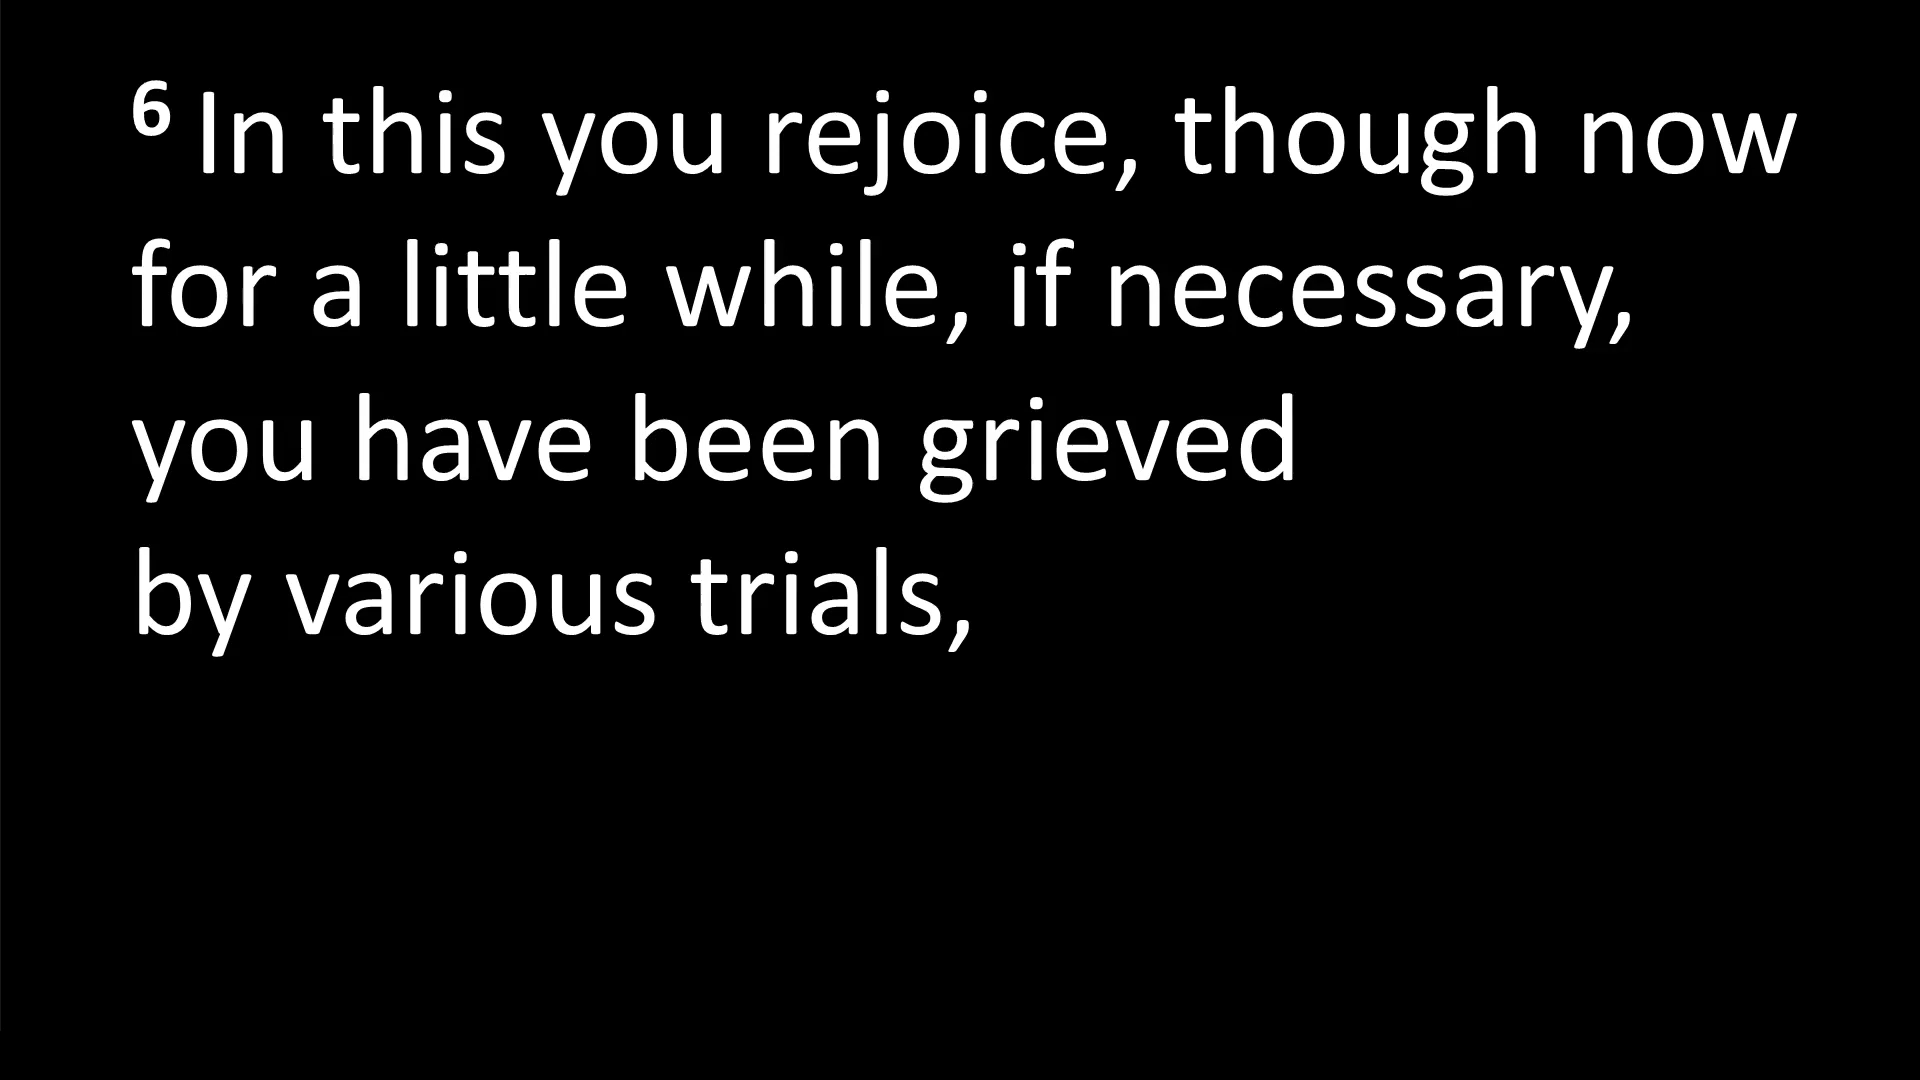 6 In this you rejoice, though now
for a little while, if necessary,
you have been grieved
by various trials,